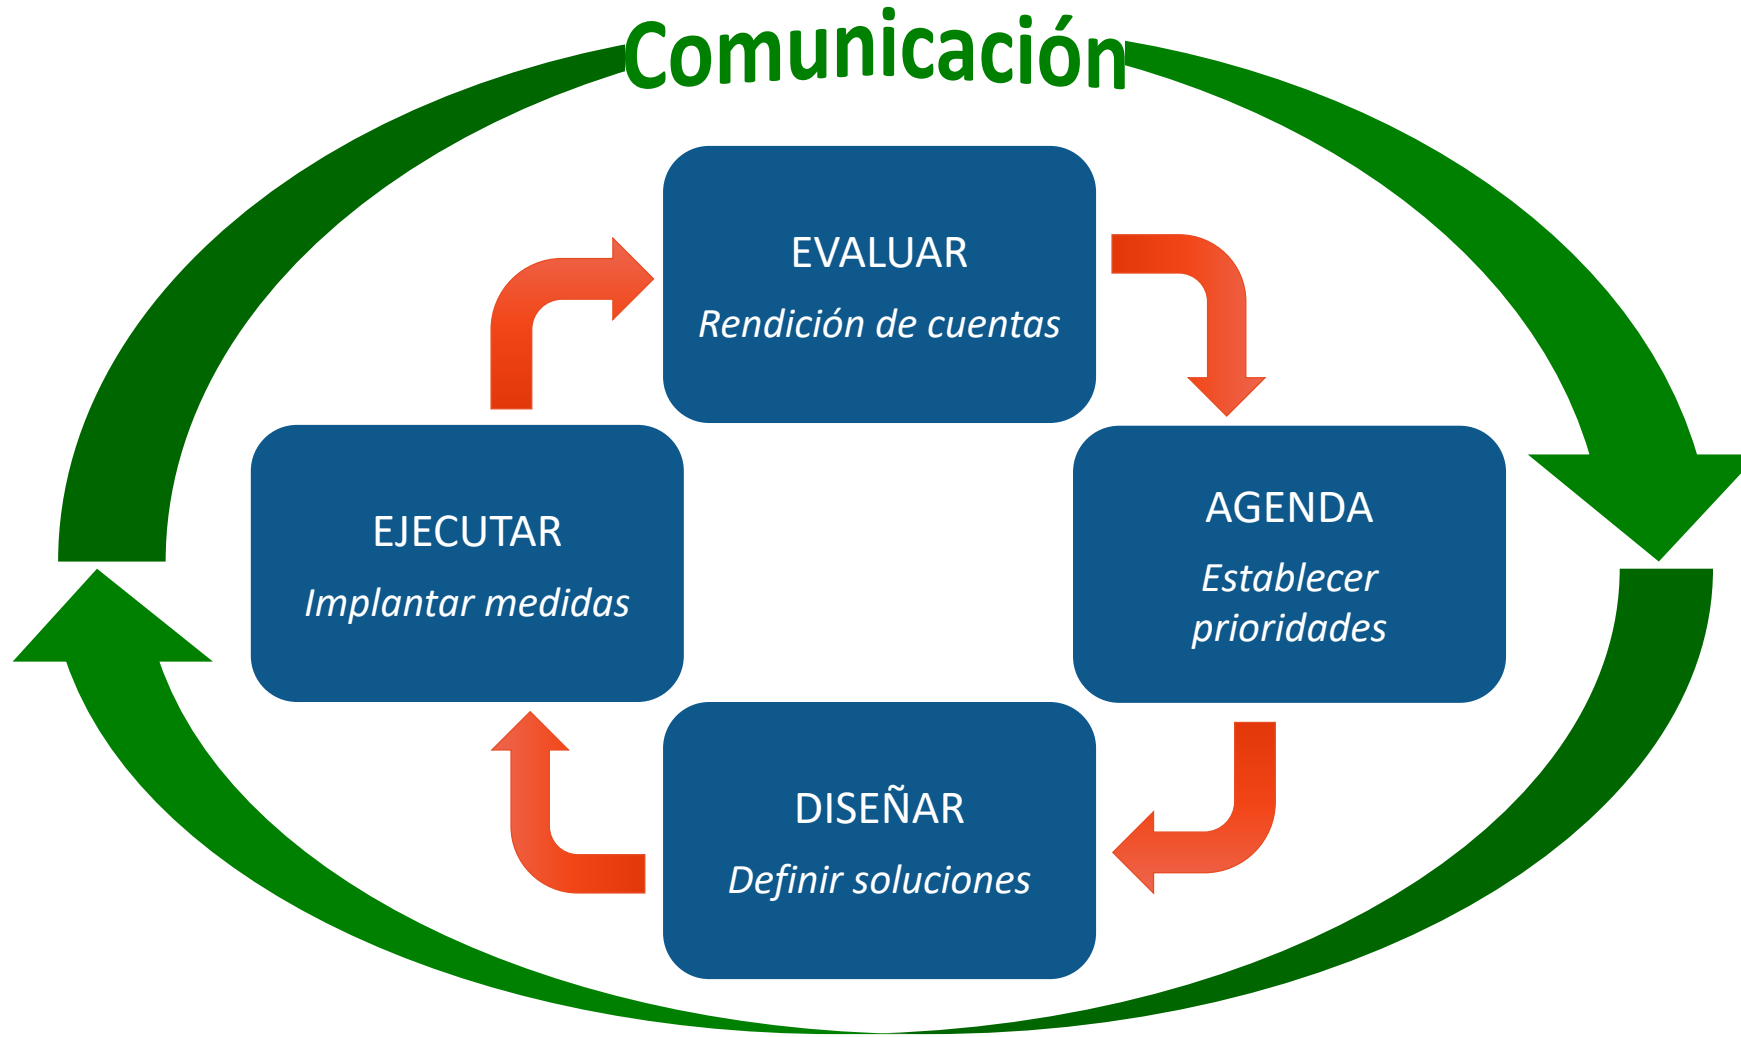 Comunicación
EVALUAR
Rendición de cuentas
AGENDA
Establecer
prioridades
EJECUTAR
Implantar medidas
DISEÑAR
Definir soluciones